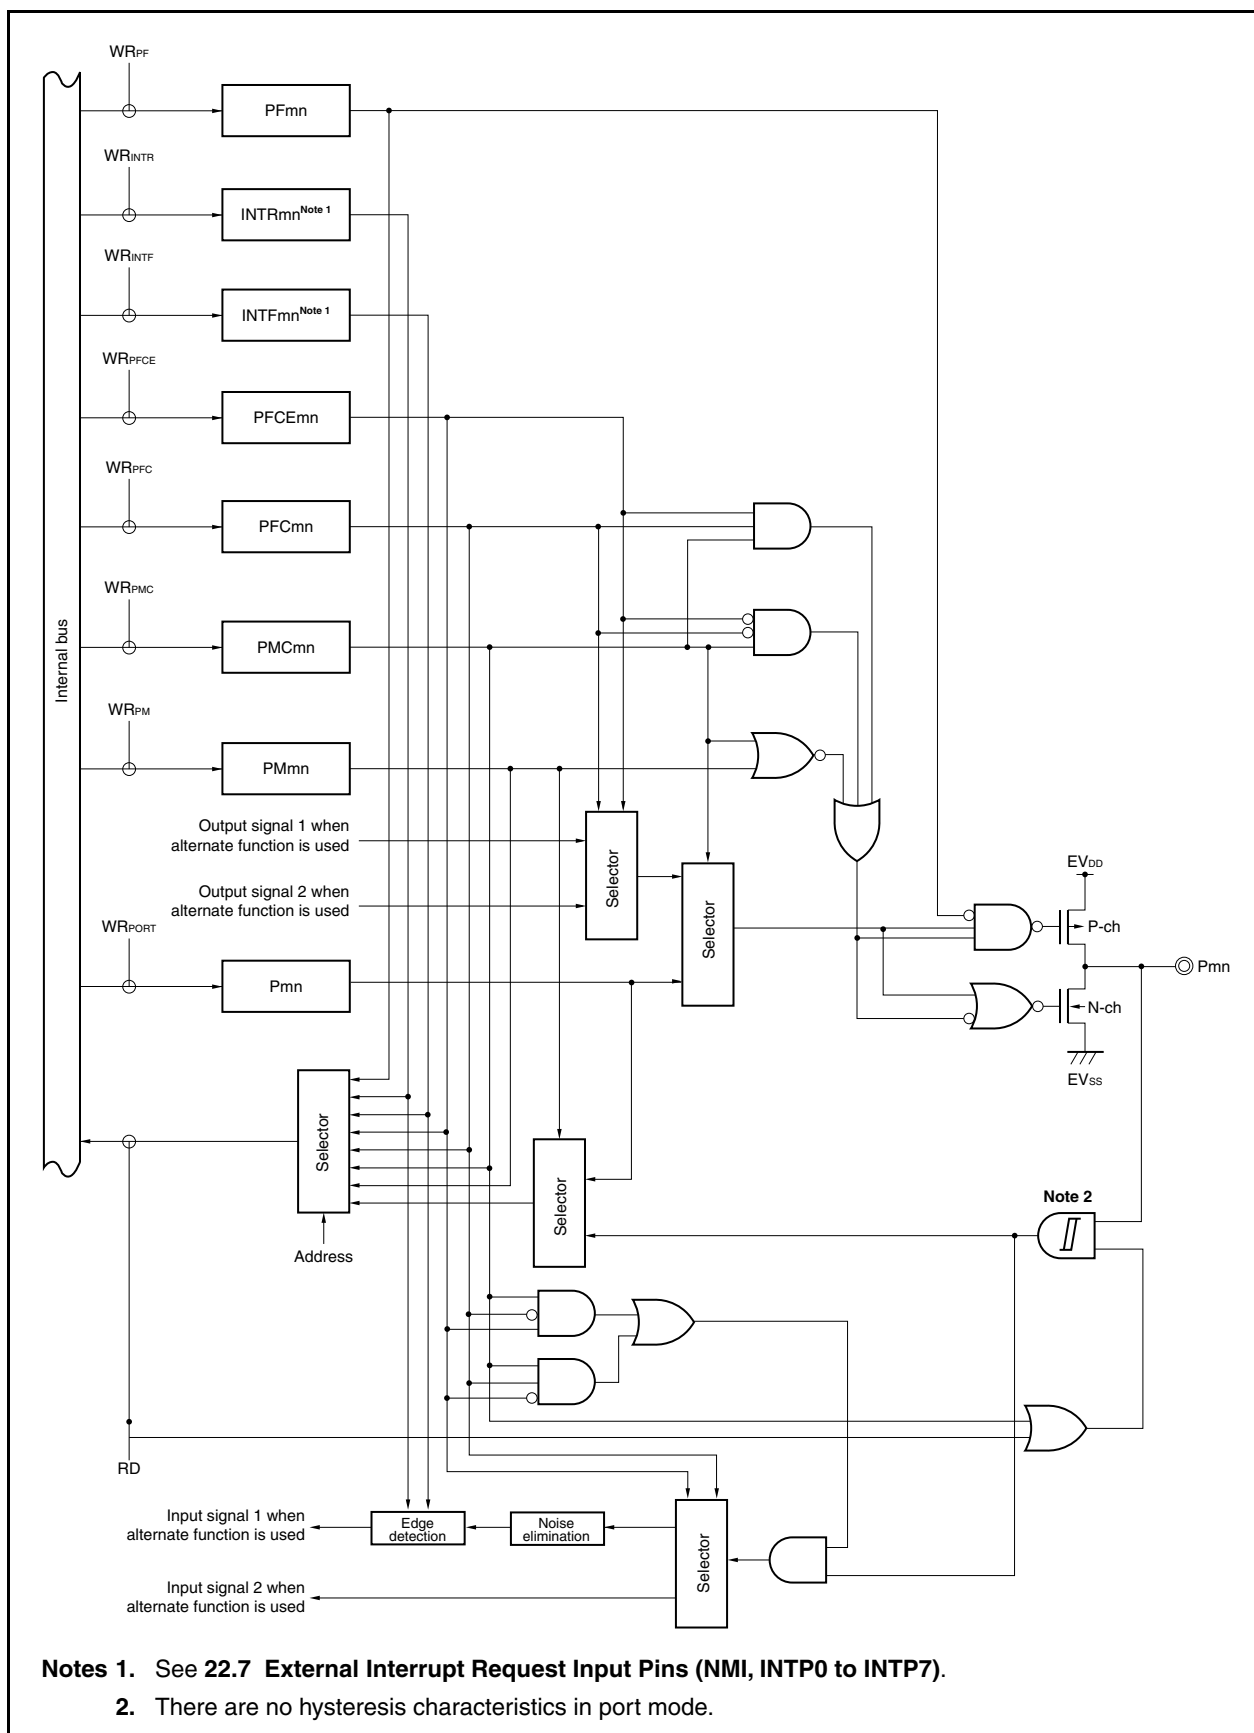 WRPF
PFmn
WRINTR
INTRmnNote 1
WRINTF
INTFmnNote 1
WRPFCE
PFCEmn
WRPFC
PFCmn
WRPMC
PMCmn
Internal bus
WRPM
PMmn
Output signal 1 when
alternate function is used
Output signal 2 when
alternate function is used
Selector
Selector
EVDD
P-ch
WRPORT
Pmn
Pmn
N-ch
EVSS
Selector
Selector
Address
Note 2
RD
Input signal 1 when
alternate function is used
Edge
detection
Noise
elimination
Selector
Input signal 2 when
alternate function is used
Notes 1. See 22.7 External Interrupt Request Input Pins (NMI, INTP0 to INTP7).
2. There are no hysteresis characteristics in port mode.